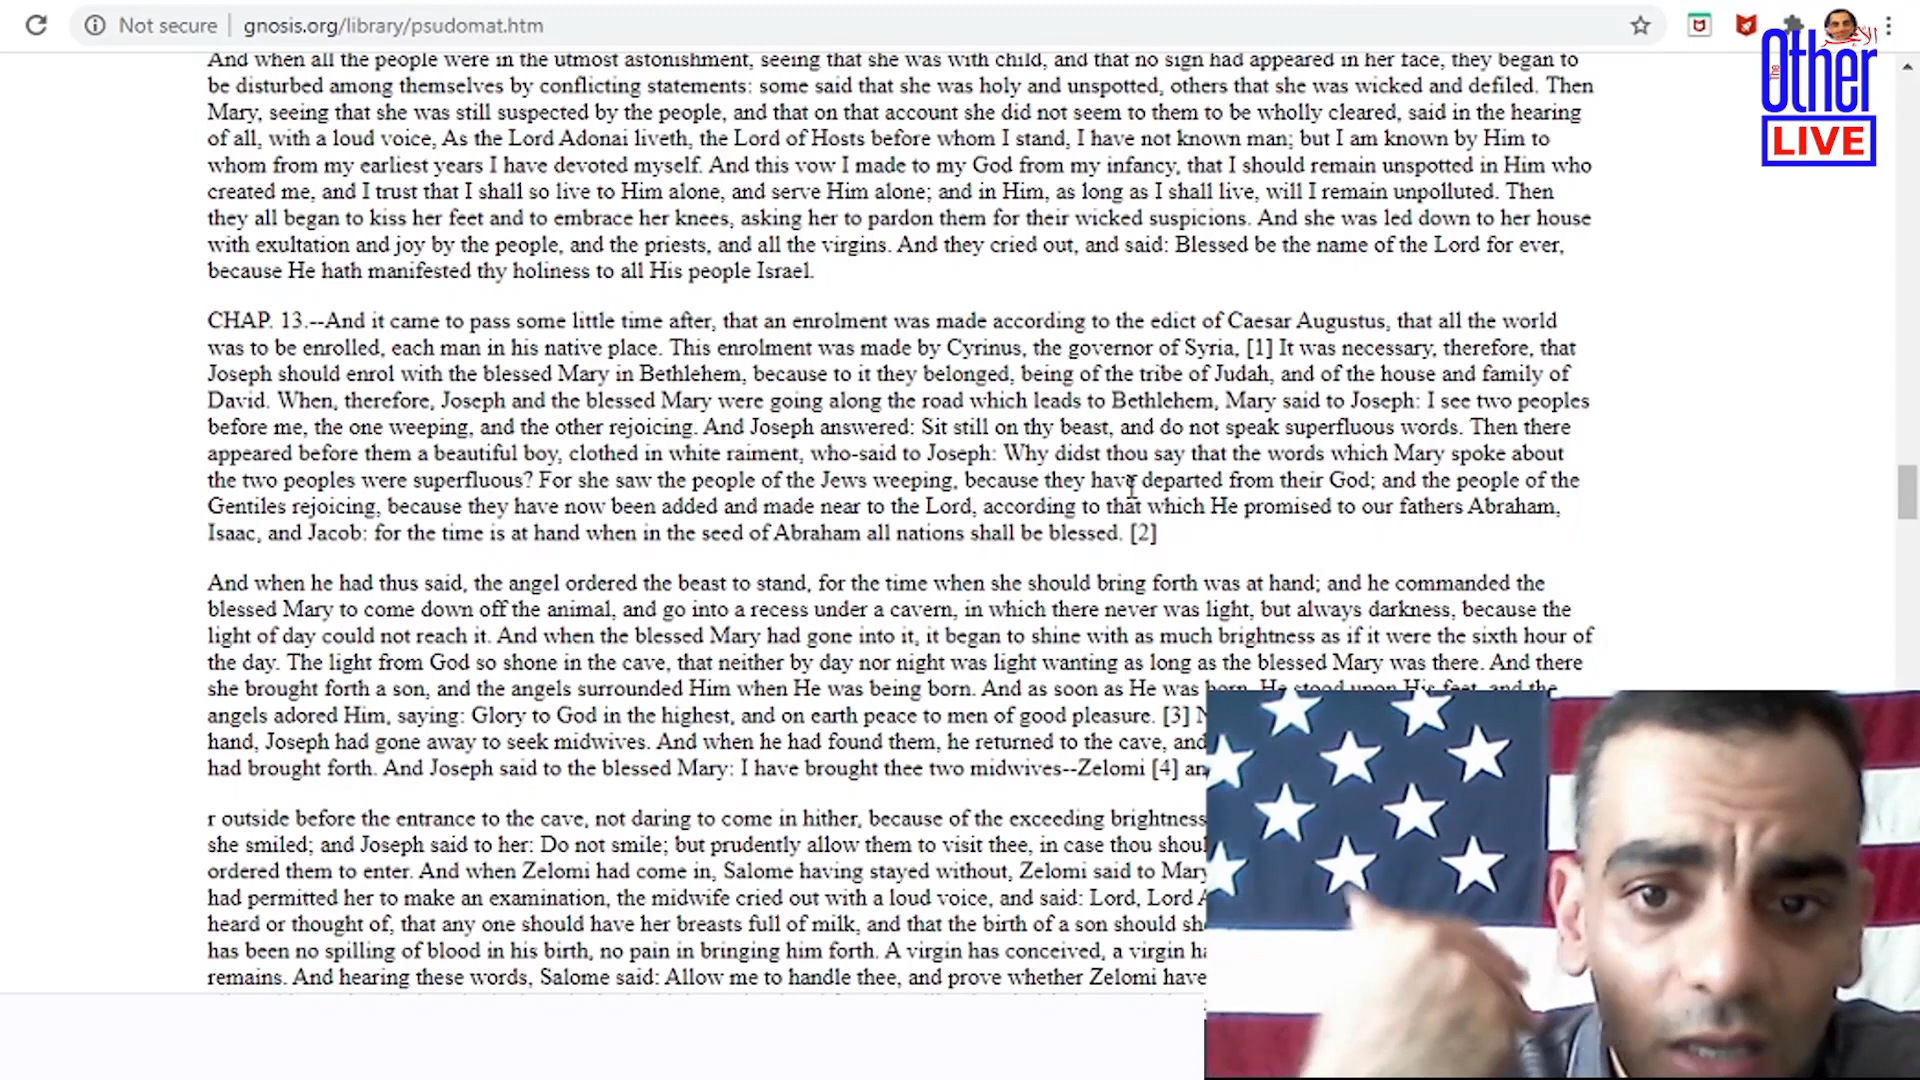 Not secure
gnosis.org/library/psudomat.htm
The Other
الآخر
LIVE
And when all the people were in the utmost astonishment, seeing that she was with child, and that no sign had appeared in her face, they began to
be disturbed among themselves by conflicting statements: some said that she was holy and unspotted, others that she was wicked and defiled. Then
Mary, seeing that she was still suspected by the people, and that on that account she did not seem to them to be wholly cleared, said in the hearing
of all, with a loud voice, As the Lord Adonai liveth, the Lord of Hosts before whom I stand, I have not known man; but I am known by Him to
whom from my earliest years I have devoted myself. And this vow I made to my God from my infancy, that I should remain unspotted in Him who
created me, and I trust that I shall so live to Him alone, and serve Him alone; and in Him, as long as I shall live, will I remain unpolluted. Then
they all began to kiss her feet and to embrace her knees, asking her to pardon them for their wicked suspicions. And she was led down to her house
with exultation and joy by the people, and the priests, and all the virgins. And they cried out, and said: Blessed be the name of the Lord for ever,
because He hath manifested thy holiness to all His people Israel.
CHAP. 13.--And it came to pass some little time after, that an enrolment was made according to the edict of Caesar Augustus, that all the world
was to be enrolled, each man in his native place. This enrolment was made by Cyrinus, the governor of Syria, [1] It was necessary, therefore, that
Joseph should enrol with the blessed Mary in Bethlehem, because to it they belonged, being of the tribe of Judah, and of the house and family of
David. When, therefore, Joseph and the blessed Mary were going along the road which leads to Bethlehem, Mary said to Joseph: I see two peoples
before me, the one weeping, and the other rejoicing. And Joseph answered: Sit still on thy beast, and do not speak superfluous words. Then there
appeared before them a beautiful boy, clothed in white raiment, who-said to Joseph: Why didst thou say that the words which Mary spoke about
the two peoples were superfluous? For she saw the people of the Jews weeping, because they have departed from their God; and the people of the
Gentiles rejoicing, because they have now been added and made near to the Lord, according to that which He promised to our fathers Abraham,
Isaac, and Jacob: for the time is at hand when in the seed of Abraham all nations shall be blessed. [2]
And when he had thus said, the angel ordered the beast to stand, for the time when she should bring forth was at hand; and he commanded the
blessed Mary to come down off the animal, and go into a recess under a cavern, in which there never was light, but always darkness, because the
light of day could not reach it. And when the blessed Mary had gone into it, it began to shine with as much brightness as if it were the sixth hour of
the day. The light from God so shone in the cave, that neither by day nor night was light wanting as long as the blessed Mary was there. And there
she brought forth a son, and the angels surrounded Him when He was being born. And as soon as He was born, He stood upon His feet, and the
angels adored Him, saying: Glory to God in the highest, and on earth peace to men of good pleasure. [3]
hand, Joseph had gone away to seek midwives. And when he had found them, he returned to the cave, and
had brought forth. And Joseph said to the blessed Mary: I have brought thee two midwives--Zelomi [4]
r outside before the entrance to the cave, not daring to come in hither, because of the exceeding brightness
she smiled; and Joseph said to her: Do not smile; but prudently allow them to visit thee, in case thou
ordered them to enter. And when Zelomi had come in, Salome having stayed without, Zelomi said to
had permitted her to make an examination, the midwife cried out with a loud voice, and said: Lord, Lord
heard or thought of, that any one should have her breasts full of milk, and that the birth of a son
has been no spilling of blood in his birth, no pain in bringing him forth. A virgin has conceived, a virgin
remains. And hearing these words, Salome said: Allow me to handle thee, and prove whether Zelomi have